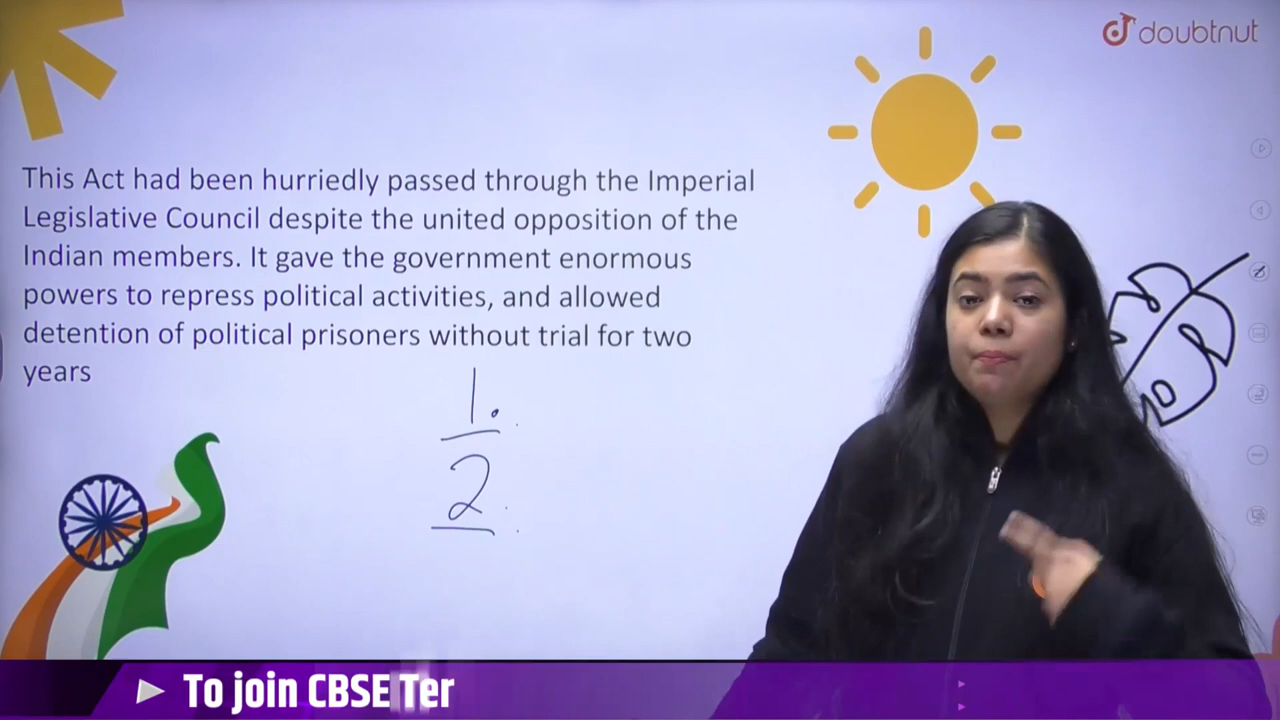 doubtnut
This Act had been hurriedly passed through the Imperial
Legislative Council despite the united opposition of the
Indian members. It gave the government enormous
powers to repress political activities, and allowed
detention of political prisoners without trial for two
years
1.
2
To join CBSE Ter